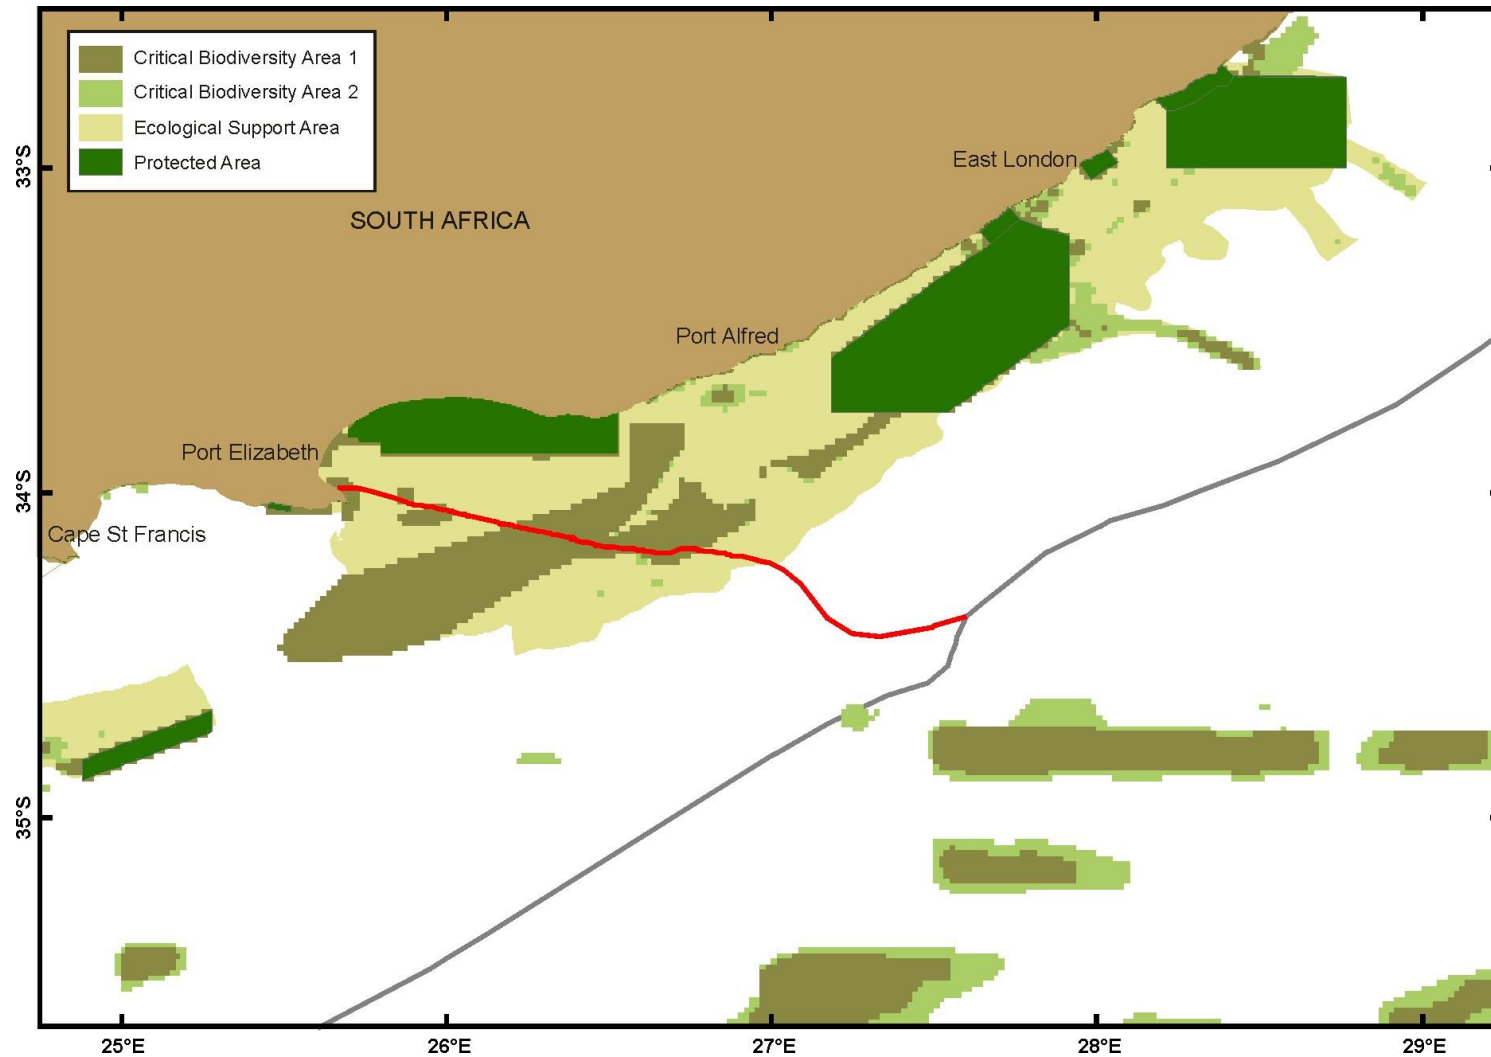 Critical Biodiversity Area 1
Critical Biodiversity Area 2
Ecological Support Area
Protected Area
33°S
East London
SOUTH AFRICA
Port Alfred
Port Elizabeth
34°S
Cape St Francis
35°S
25°E
26°E
27°E
28°E
29°E